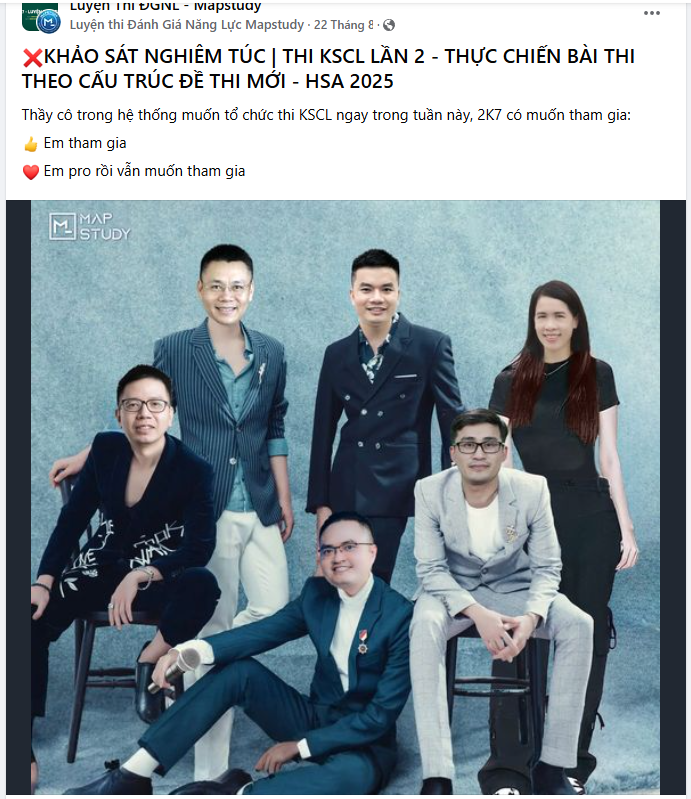 Luyện Thi ĐGNL - Mapstudy
Luyện thi Đánh Giá Năng Lực Mapstudy · 22 Tháng 8 ·
❌KHẢO SÁT NGHIÊM TÚC | THI KSCL LẦN 2 - THỰC CHIẾN BÀI THI
THEO CẤU TRÚC ĐỀ THI MỚI - HSA 2025
Thầy cô trong hệ thống muốn tổ chức thi KSCL ngay trong tuần này, 2K7 có muốn tham gia:
👍 Em tham gia
❤️ Em pro rồi vẫn muốn tham gia
MAP
STUDY